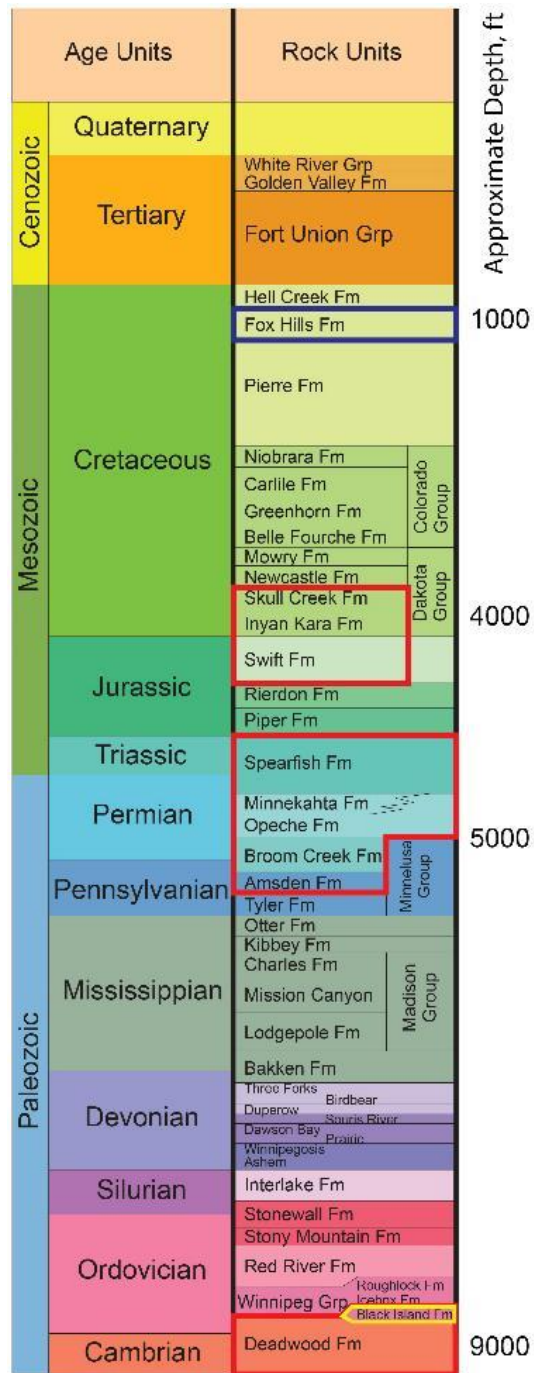 Age Units
Rock Units
Approximate Depth, ft
Cenozoic
Quaternary
Tertiary
White River Grp
Golden Valley Fm
Fort Union Grp
Mesozoic
Cretaceous
Hell Creek Fm
Fox Hills Fm
1000
Pierre Fm
Niobrara Fm
Carlile Fm
Greenhorn Fm
Belle Fourche Fm
Colorado
Group
Mowry Fm
Newcastle Fm
Skull Creek Fm
Inyan Kara Fm
Dakota
Group
4000
Jurassic
Swift Fm
Rierdon Fm
Piper Fm
Triassic
Spearfish Fm
Paleozoic
Permian
Minnekahta Fm
Opeche Fm
5000
Broom Creek Fm
Pennsylvanian
Amsden Fm
Tyler Fm
Minnelusa
Group
Mississippian
Otter Fm
Kibbey Fm
Charles Fm
Mission Canyon
Lodgepole Fm
Madison
Group
Bakken Fm
Devonian
Three Forks
Birdbear
Duperow
Souris River
Dawson Bay
Prairie
Winnipegosis
Ashern
Silurian
Interlake Fm
Ordovician
Stonewall Fm
Stony Mountain Fm
Red River Fm
Roughlock Fm
Winnipeg Grp
Icebox Fm
Black Island Fm
Cambrian
Deadwood Fm
9000